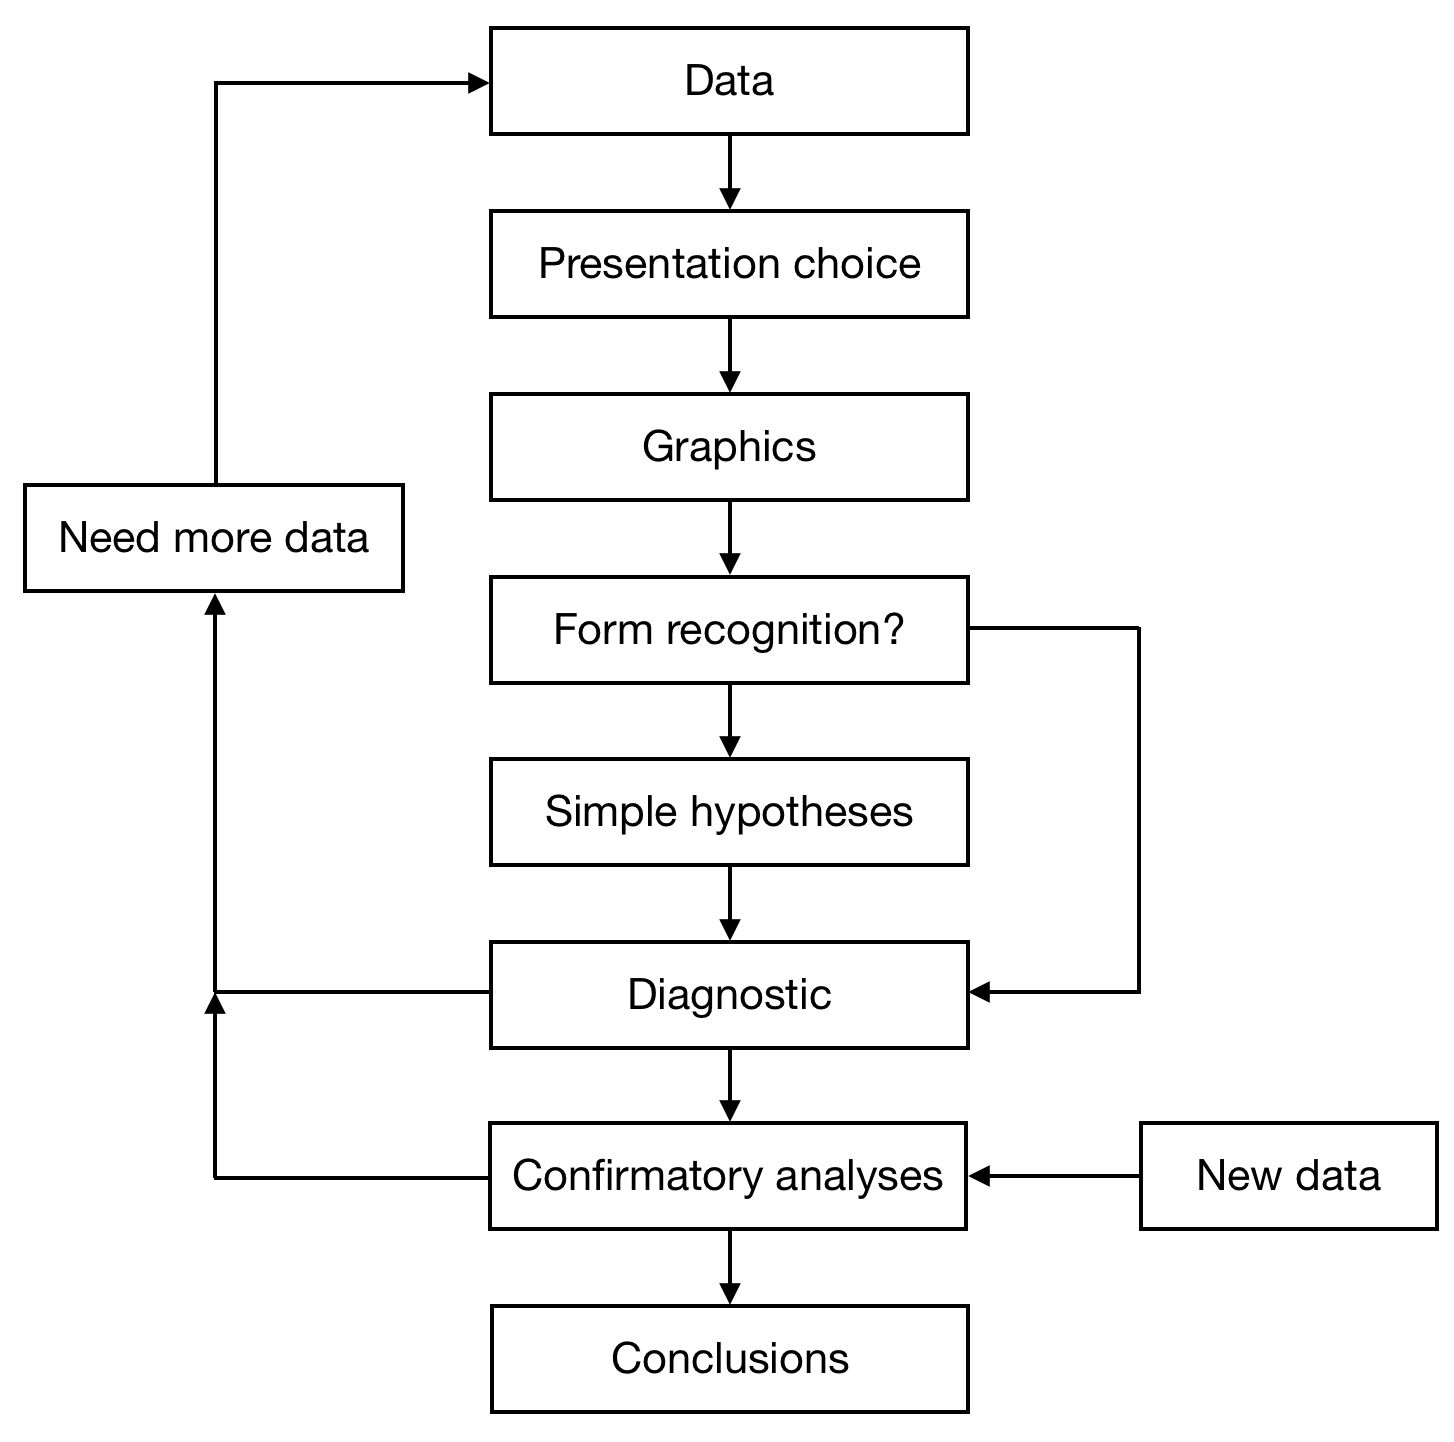 Data
Presentation choice
Graphics
Need more data
Form recognition?
Simple hypotheses
Diagnostic
Confirmatory analyses
New data
Conclusions